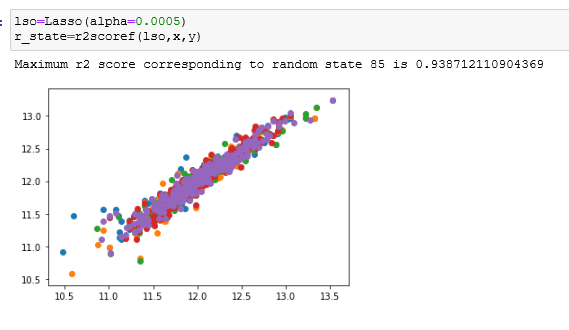 :
lso=Lasso(alpha=0.0005)
r_state=r2scoref(lso,x,y)
Maximum r2 score corresponding to random state 85 is 0.938712110904369
13.0
12.5
12.0
11.5
11.0
10.5
10.5 11.0 11.5 12.0 12.5 13.0 13.5